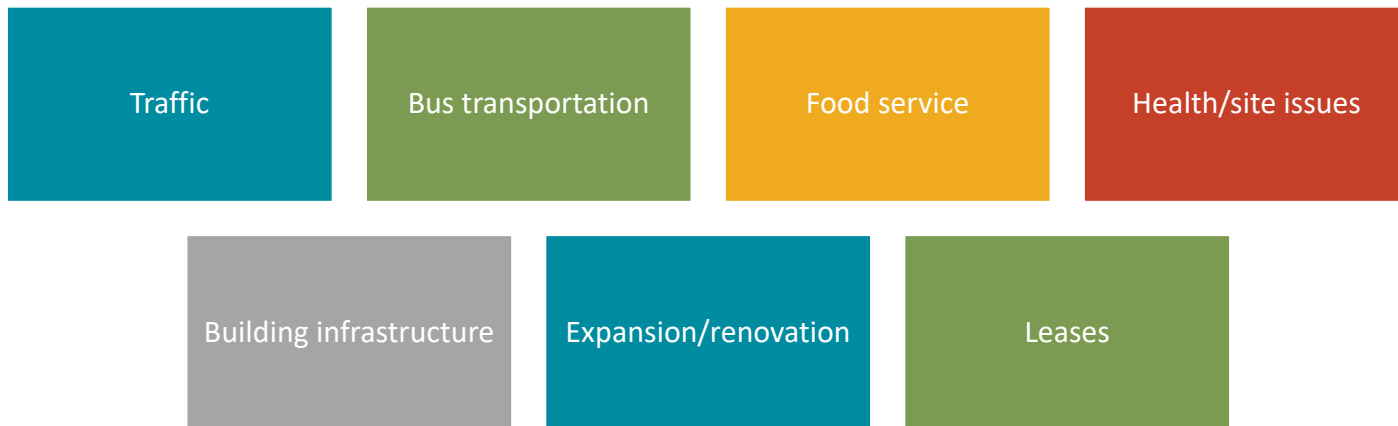 Traffic
Bus transportation
Food service
Health/site issues
Building infrastructure
Expansion/renovation
Leases